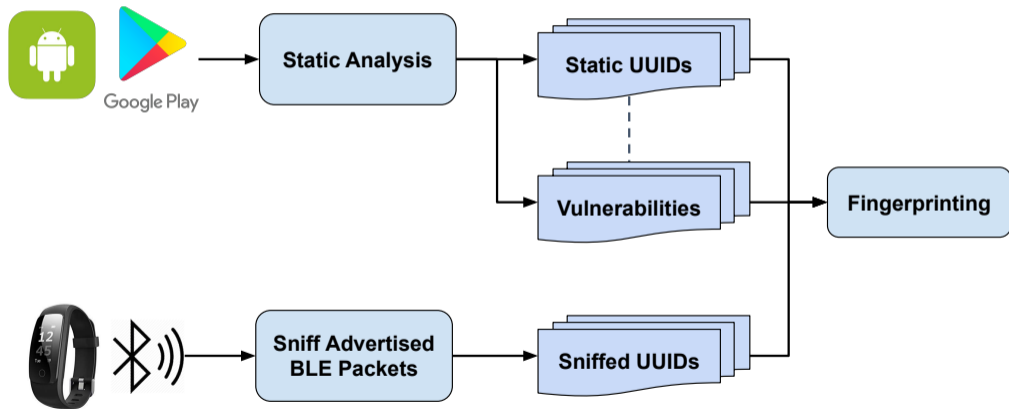 Google Play
Static Analysis
Static UUIDs
Vulnerabilities
Fingerprinting
12
45
Sniff Advertised
BLE Packets
Sniffed UUIDs